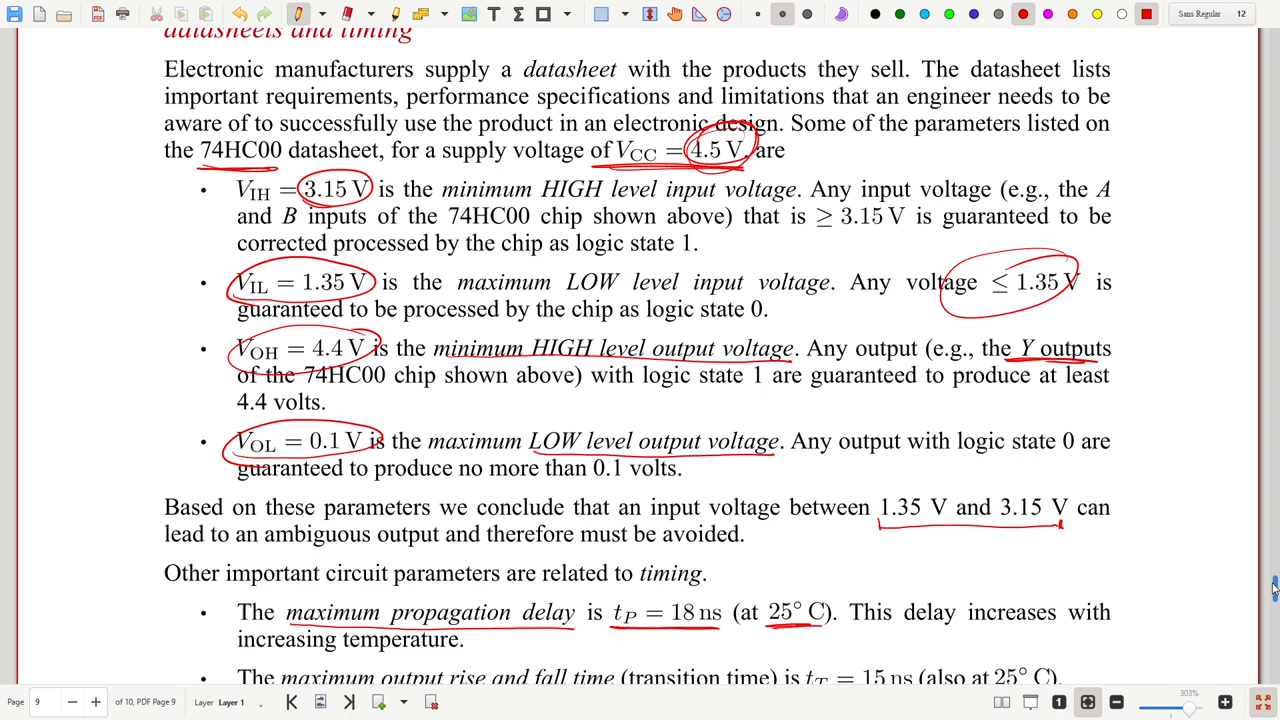 Sans Regular 12
datasheets and timing
Electronic manufacturers supply a datasheet with the products they sell. The datasheet lists
important requirements, performance specifications and limitations that an engineer needs to be
aware of to successfully use the product in an electronic design. Some of the parameters listed on
the 74HC00 datasheet, for a supply voltage of VCC = 4.5 V, are
• VIH = 3.15 V is the minimum HIGH level input voltage. Any input voltage (e.g., the A
and B inputs of the 74HC00 chip shown above) that is ≥ 3.15 V is guaranteed to be
corrected processed by the chip as logic state 1.
• VIL = 1.35 V is the maximum LOW level input voltage. Any voltage ≤ 1.35 V is
guaranteed to be processed by the chip as logic state 0.
• VOH = 4.4 V is the minimum HIGH level output voltage. Any output (e.g., the Y outputs
of the 74HC00 chip shown above) with logic state 1 are guaranteed to produce at least
4.4 volts.
• VOL = 0.1 V is the maximum LOW level output voltage. Any output with logic state 0 are
guaranteed to produce no more than 0.1 volts.
Based on these parameters we conclude that an input voltage between 1.35 V and 3.15 V can
lead to an ambiguous output and therefore must be avoided.
Other important circuit parameters are related to timing.
• The maximum propagation delay is tP = 18 ns (at 25° C). This delay increases with
increasing temperature.
• The maximum output rise and fall time (transition time) is tT = 15 ns (also at 25° C).
Page 9 of 10, PDF Page 9 Layer Layer 1 1 303%